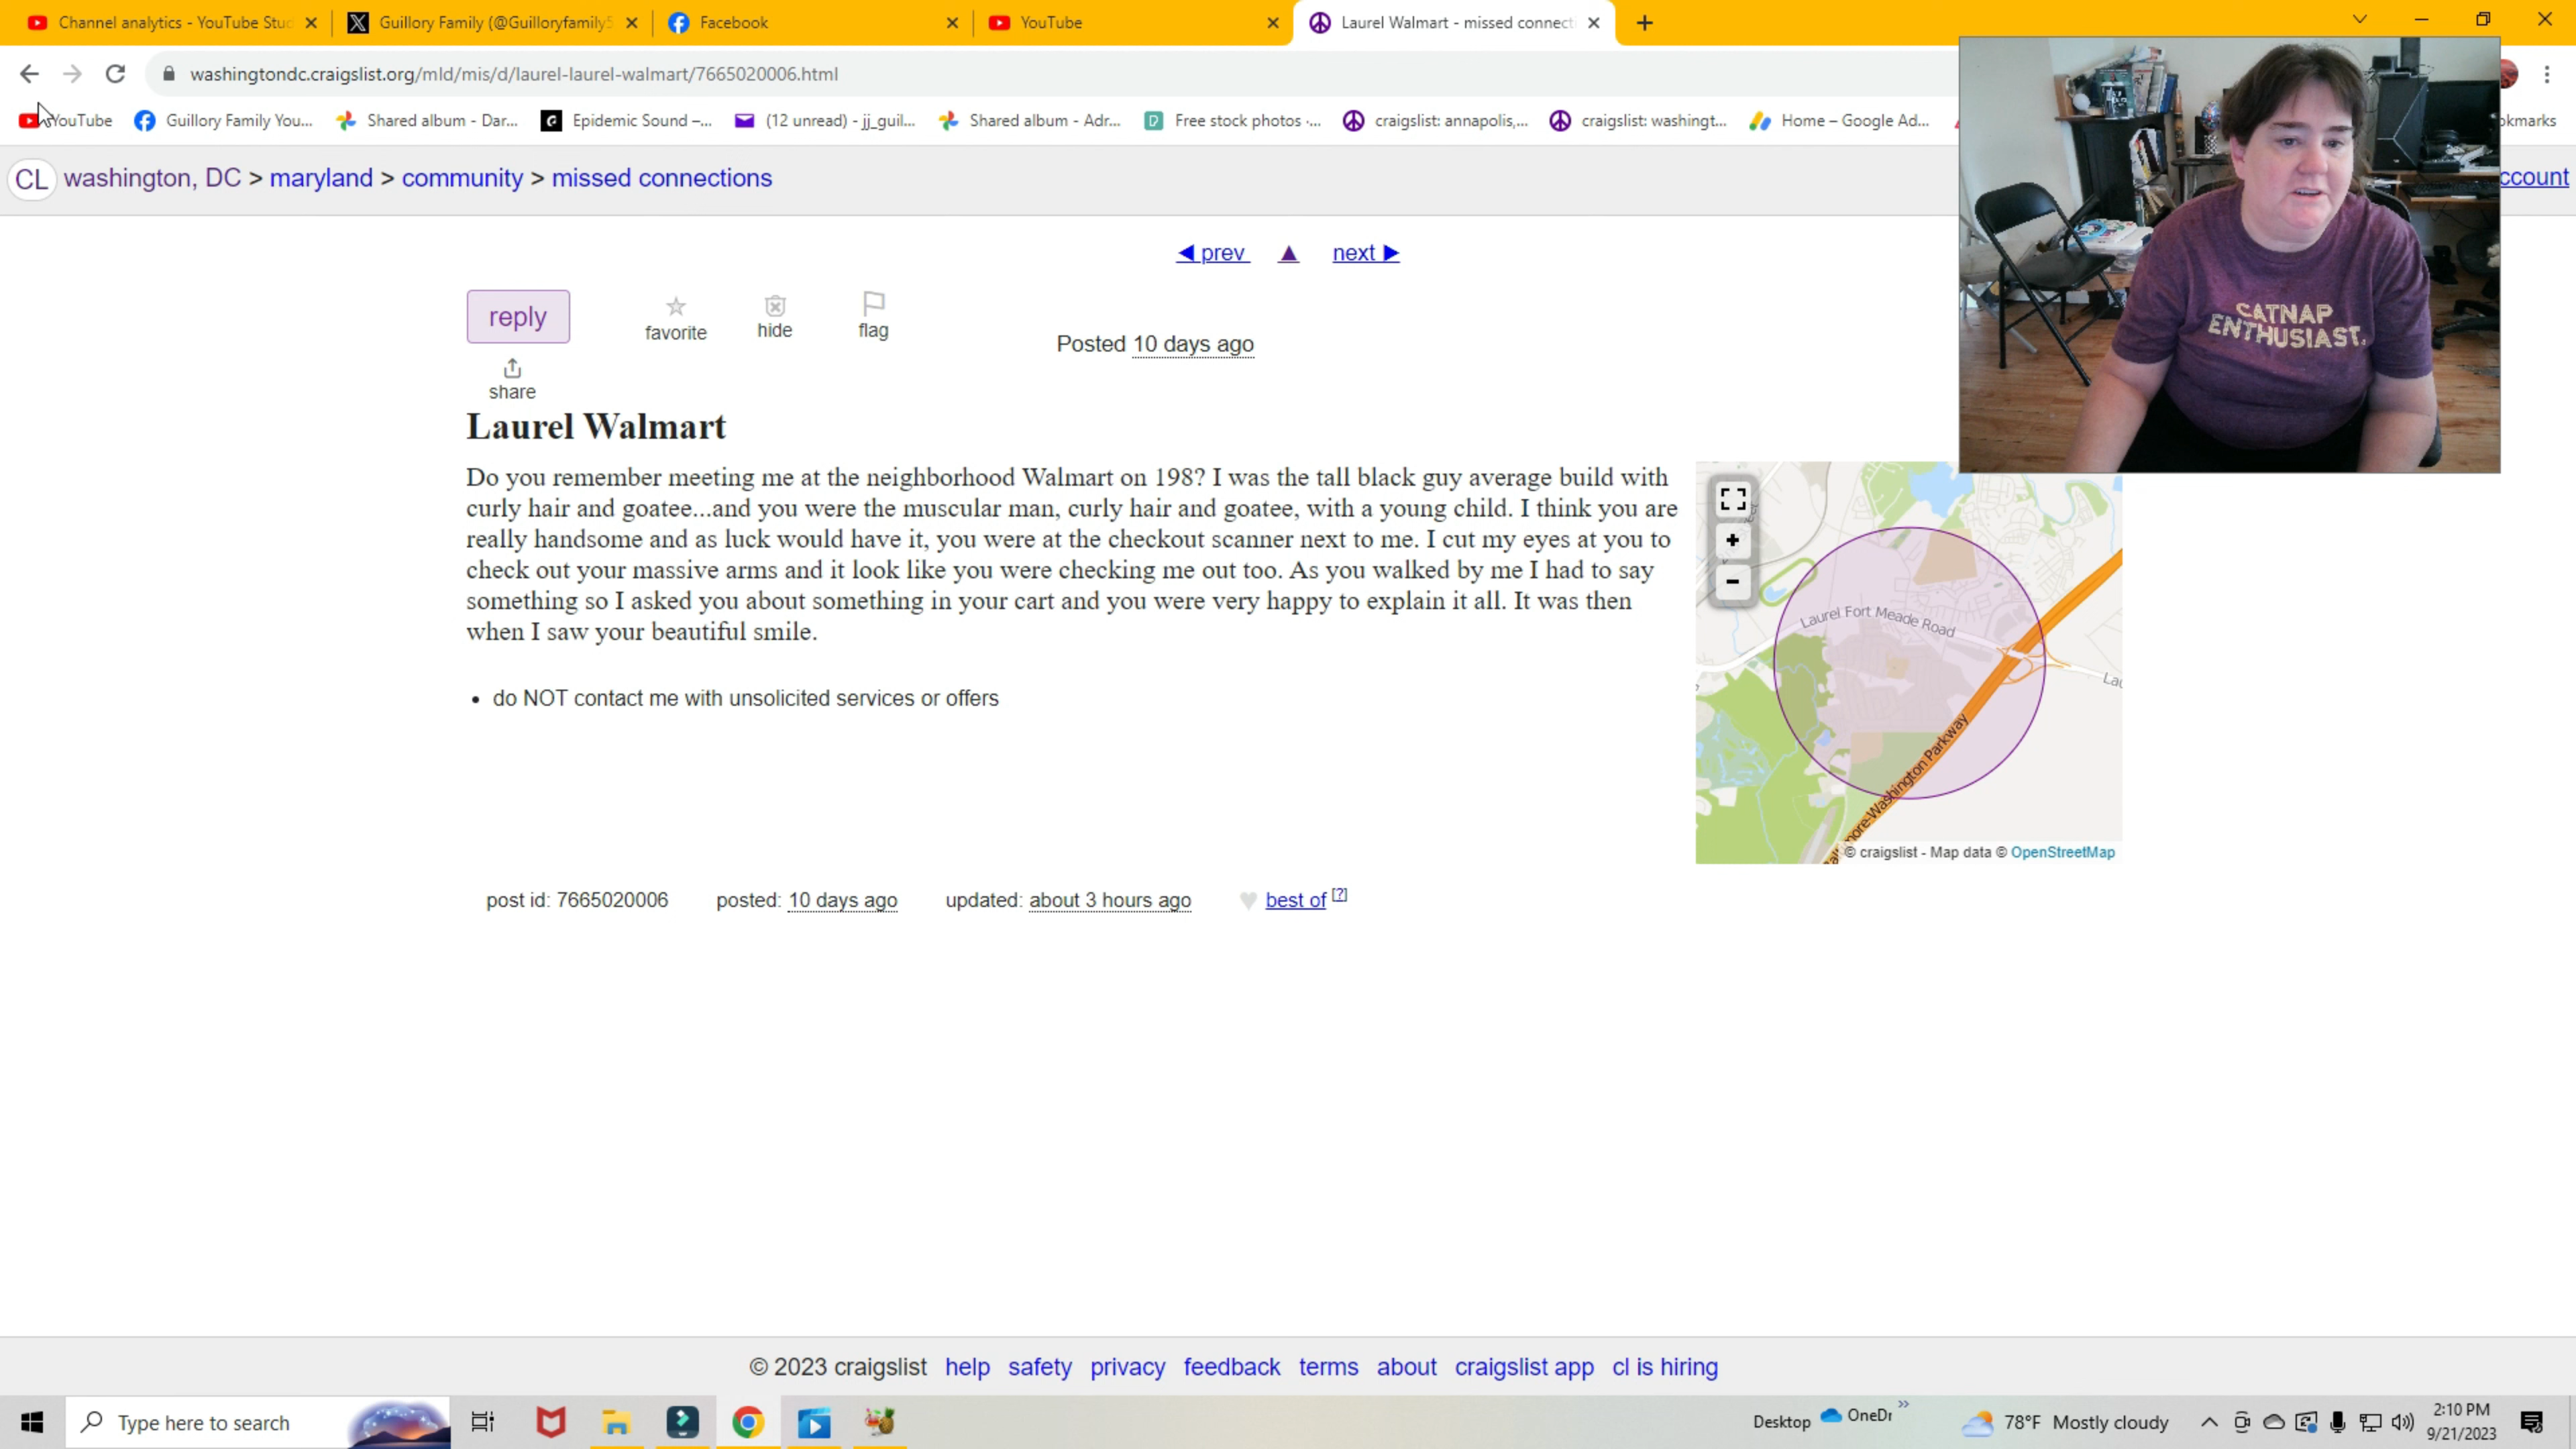 Channel analytics - YouTube Stud
Guillory Family (@Guilloryfamily5
Facebook
YouTube
Laurel Walmart - missed connecti
washingtondc.craigslist.org/mld/mis/d/laurel-laurel-walmart/7665020006.html
YouTube
Guillory Family You...
Shared album - Dar...
Epidemic Sound –...
(12 unread) - jj_guil...
Shared album - Adr...
Free stock photos ·...
craigslist: annapolis,...
craigslist: washingt...
Home – Google Ad...
okmarks
CL washington, DC > maryland > community > missed connections
ccount
◀ prev ▲ next ▶
reply
favorite
hide
flag
Posted 10 days ago
share
Laurel Walmart
Do you remember meeting me at the neighborhood Walmart on 198? I was the tall black guy average build with
curly hair and goatee...and you were the muscular man, curly hair and goatee, with a young child. I think you are
really handsome and as luck would have it, you were at the checkout scanner next to me. I cut my eyes at you to
check out your massive arms and it look like you were checking me out too. As you walked by me I had to say
something so I asked you about something in your cart and you were very happy to explain it all. It was then
when I saw your beautiful smile.
• do NOT contact me with unsolicited services or offers
CATNAP
ENTHUSIAST.
+
−
Laurel Fort Meade Road
Lau
more-Washington Parkway
© craigslist - Map data © OpenStreetMap
post id: 7665020006 posted: 10 days ago updated: about 3 hours ago best of [?]
© 2023 craigslist help safety privacy feedback terms about craigslist app cl is hiring
Type here to search
Desktop
OneDr
78°F Mostly cloudy
2:10 PM
9/21/2023